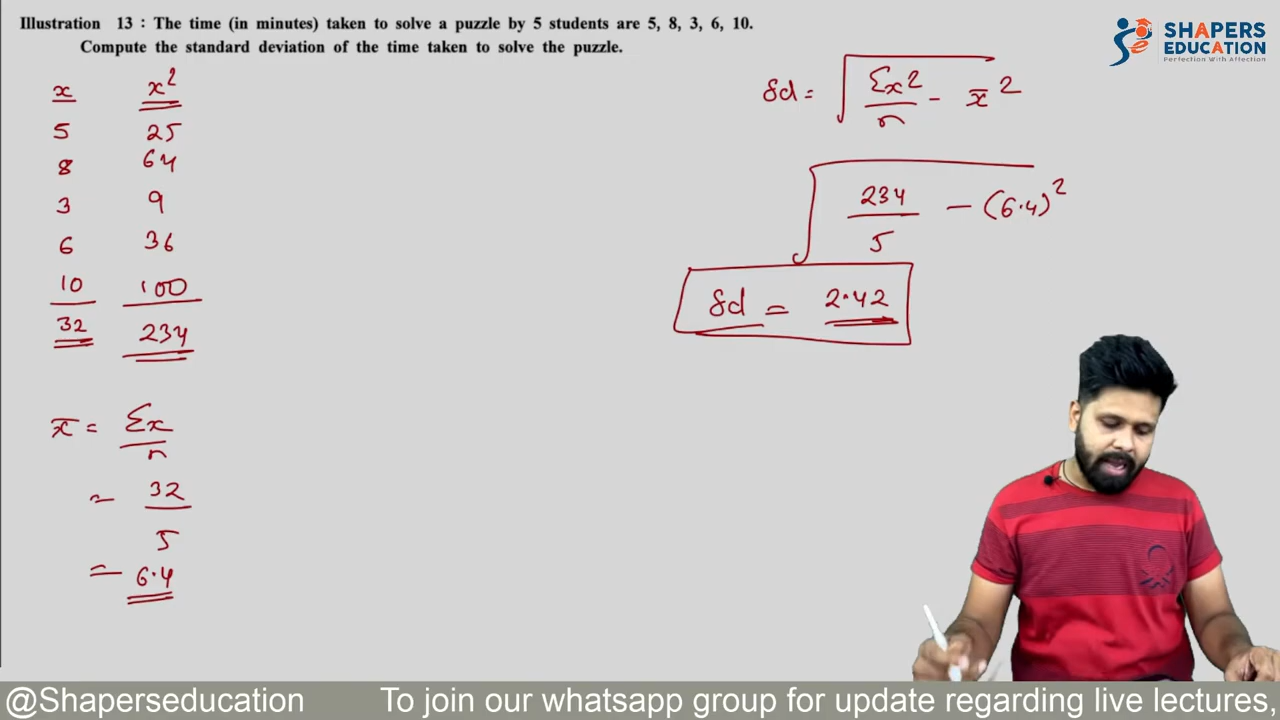 Illustration 13 : The time (in minutes) taken to solve a puzzle by 5 students are 5, 8, 3, 6, 10.
Compute the standard deviation of the time taken to solve the puzzle.
SHAPERS
EDUCATION
Perfection With Affection
x x²
5 25
8 64
3 9
6 36
10 100
32 234
x̄ = Σx/n
= 32/5
= 6.4
sd = √(Σx²/n - x̄²)
√(234/5 - (6.4)²)
sd = 2.42
@Shaperseducation To join our whatsapp group for update regarding live lectures,